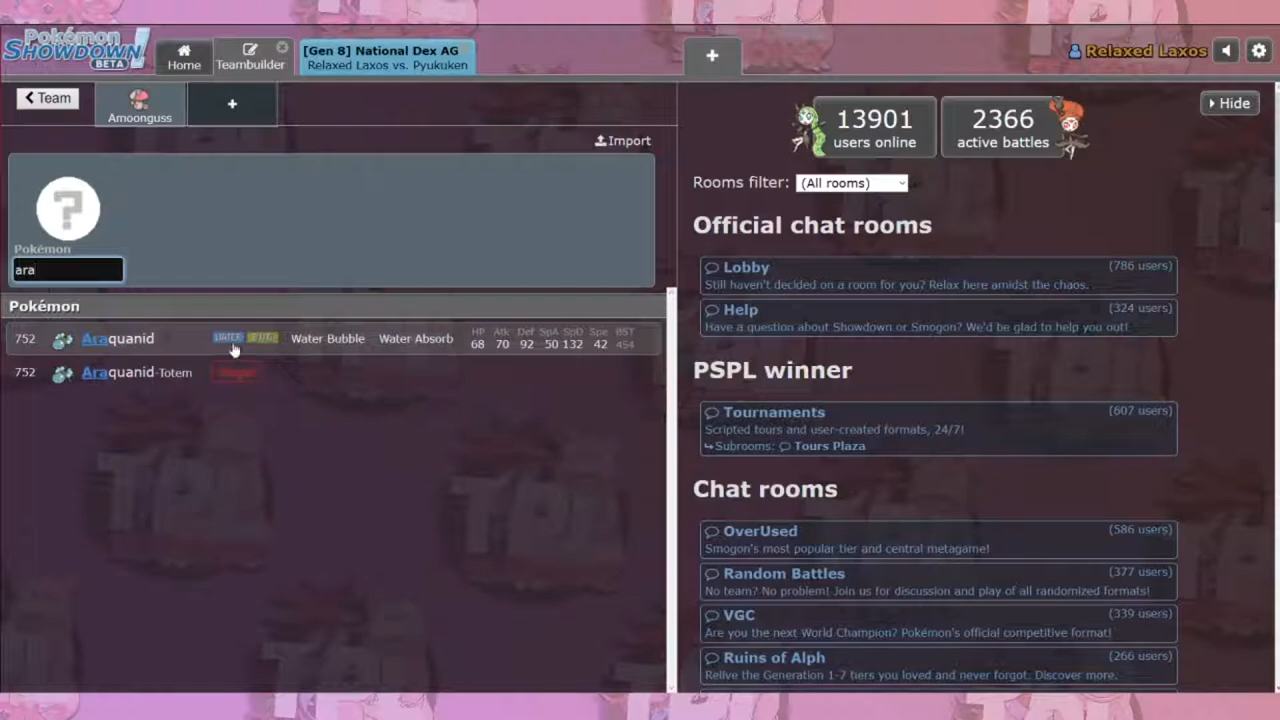 Pokémon
SHOWDOWN!
BETA
Home
Teambuilder
[Gen 8] National Dex AG
Relaxed Laxos vs. Pyukuken
+
Relaxed Laxos
Team
Amoonguss
+
Import
?
Pokémon
ara
Pokémon
752 Araquanid WATER Water Bubble Water Absorb HP 68 Atk 70 Def 92 SpA 50 SpD 132 Spe 42 BST 454
752 Araquanid-Totem
13901
users online
2366
active battles
Hide
Rooms filter: (All rooms)
Official chat rooms
Lobby (786 users)
Still haven't decided on a room for you? Relax here amidst the chaos.
Help (324 users)
Have a question about Showdown or Smogon? We'd be glad to help you out!
PSPL winner
Tournaments (607 users)
Scripted tours and user-created formats, 24/7!
↳Subrooms: Tours Plaza
Chat rooms
OverUsed (586 users)
Smogon's most popular tier and central metagame!
Random Battles (377 users)
No team? No problem! Join us for discussion and play of all randomized formats!
VGC (339 users)
Are you the next World Champion? Pokémon's official competitive format!
Ruins of Alph (266 users)
Relive the Generation 1-7 tiers you loved and never forgot. Discover more.